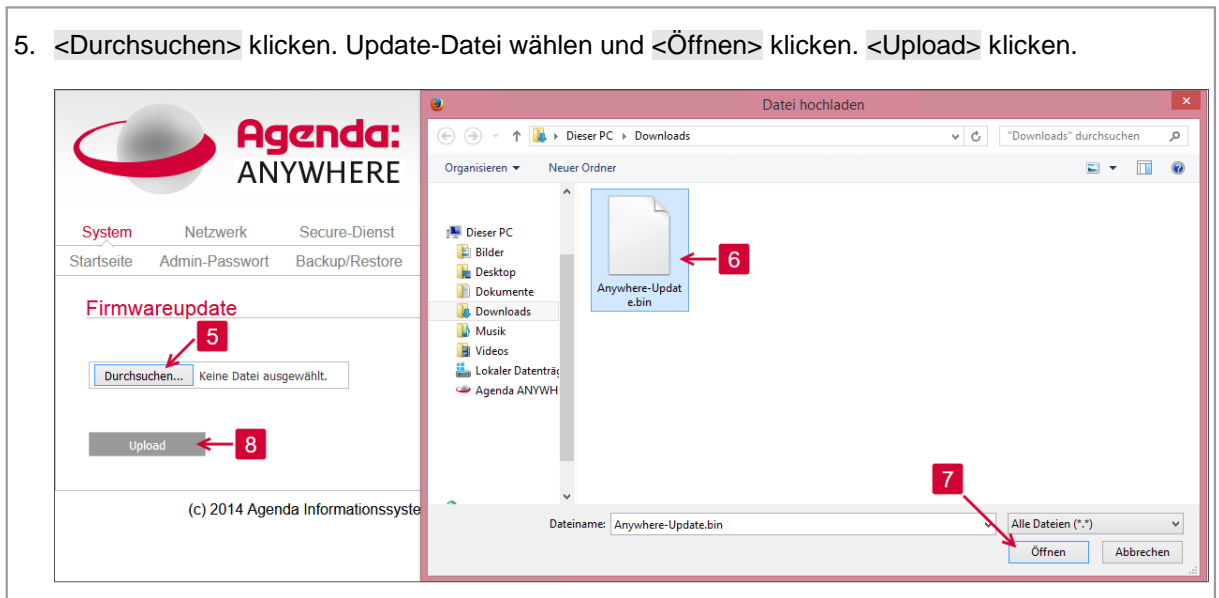 5. <Durchsuchen> klicken. Update-Datei wählen und <Öffnen> klicken. <Upload> klicken.
Agenda:
ANYWHERE
System Netzwerk Secure-Dienst
Startseite Admin-Passwort Backup/Restore
Firmwareupdate
5
Durchsuchen... Keine Datei ausgewählt.
Upload
8
(c) 2014 Agenda Informationssyste
Datei hochladen
Dieser PC Downloads
"Downloads" durchsuchen
Organisieren Neuer Ordner
Dieser PC
Bilder
Desktop
Dokumente
Downloads
Musik
Videos
Lokaler Datenträg
Agenda ANYWH
Anywhere-Updat
e.bin
6
7
Dateiname: Anywhere-Update.bin
Alle Dateien (*.*)
Öffnen Abbrechen